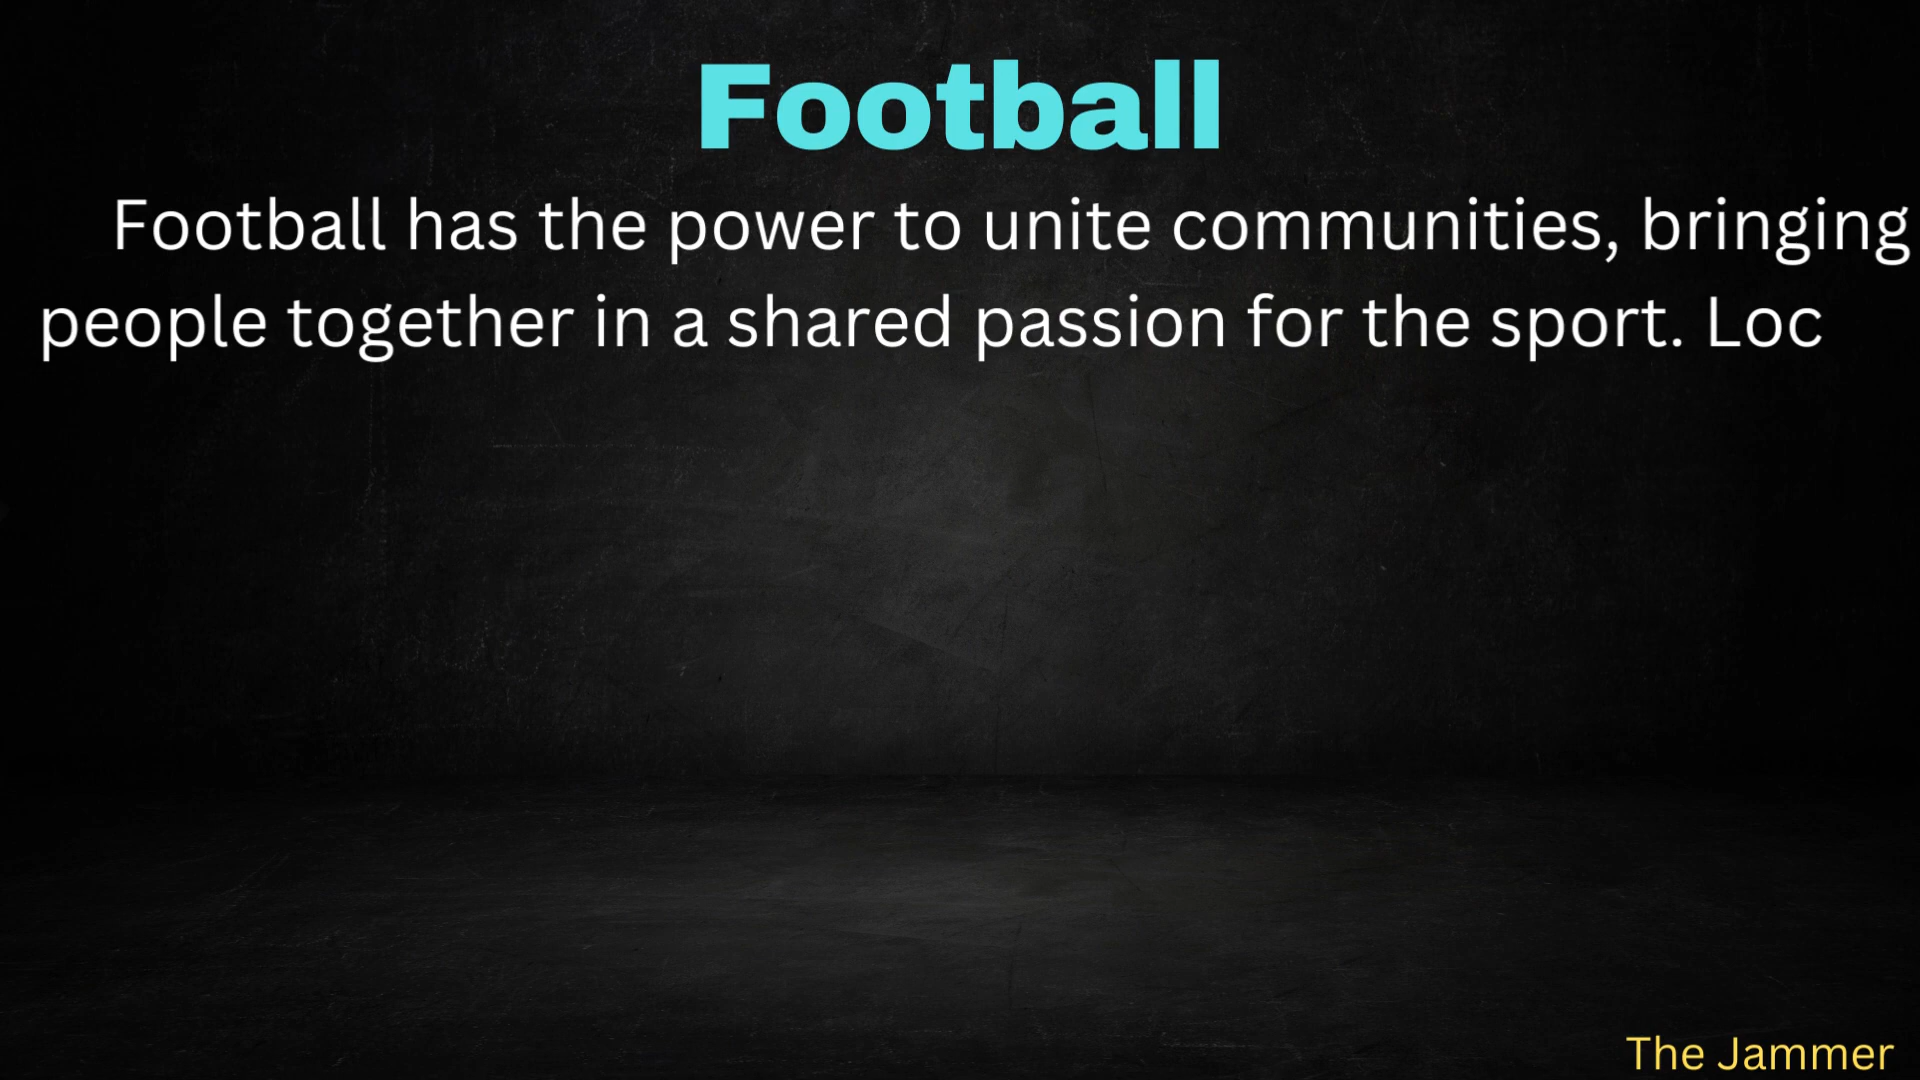 Football
Football has the power to unite communities, bringing
people together in a shared passion for the sport. Loc
The Jammer